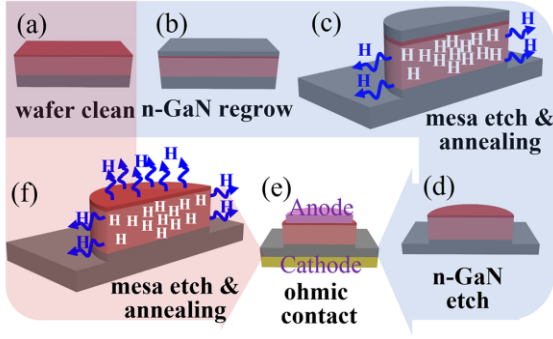 (a)
wafer clean
(b)
n-GaN regrow
(c)
H H H H H H H H H H H H H H H H H
H
H
H
H
mesa etch &
annealing
(f)
H H H H H
H
H
H
H
H H H H H H H H H H H H H
mesa etch &
annealing
(e)
Anode
Cathode
ohmic
contact
(d)
n-GaN
etch